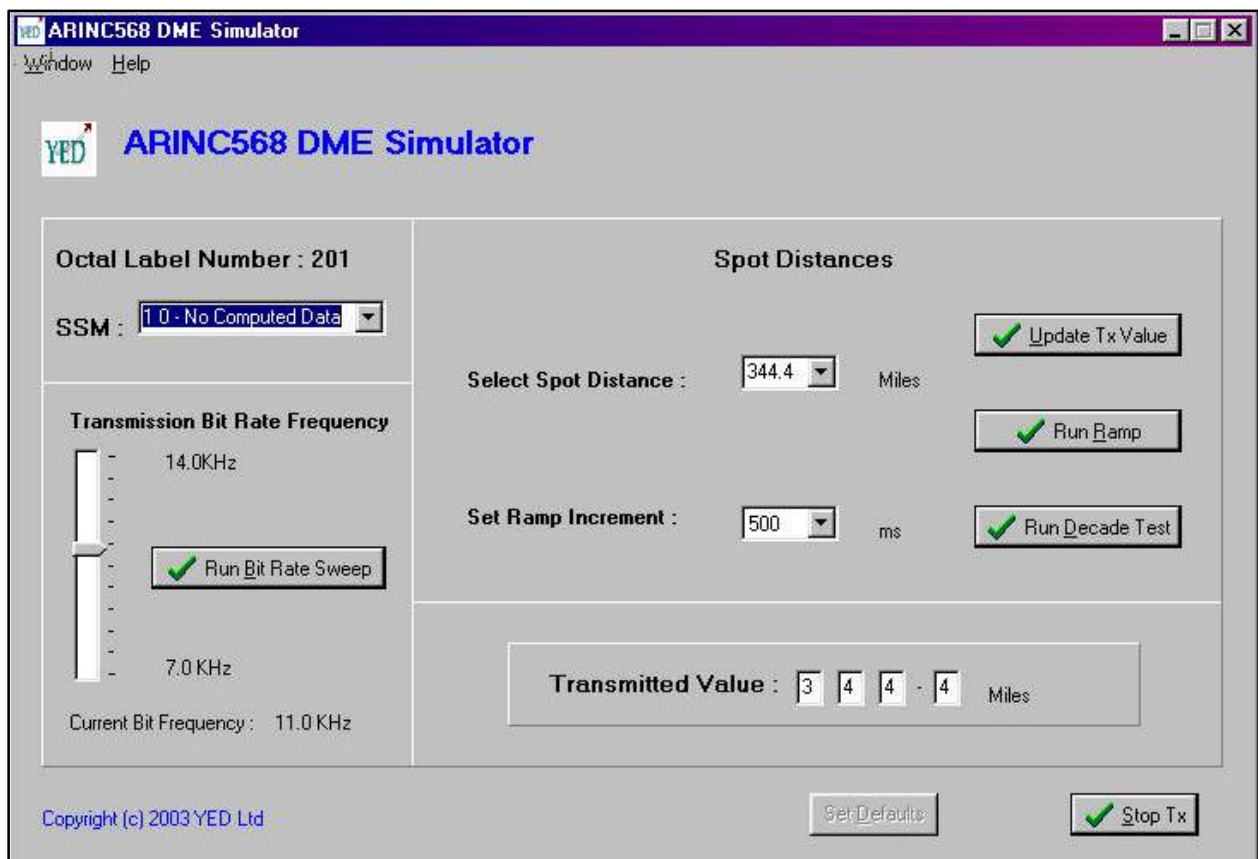 YED ARINC568 DME Simulator
Window Help
YED ARINC568 DME Simulator
Octal Label Number : 201
SSM : 1 0 - No Computed Data
Transmission Bit Rate Frequency
14.0KHz
Run Bit Rate Sweep
7.0 KHz
Current Bit Frequency : 11.0 KHz
Spot Distances
Update Tx Value
Select Spot Distance : 344.4 Miles
Run Ramp
Set Ramp Increment : 500 ms
Run Decade Test
Transmitted Value : 3 4 4 . 4 Miles
Copyright (c) 2003 YED Ltd
Set Defaults
Stop Tx